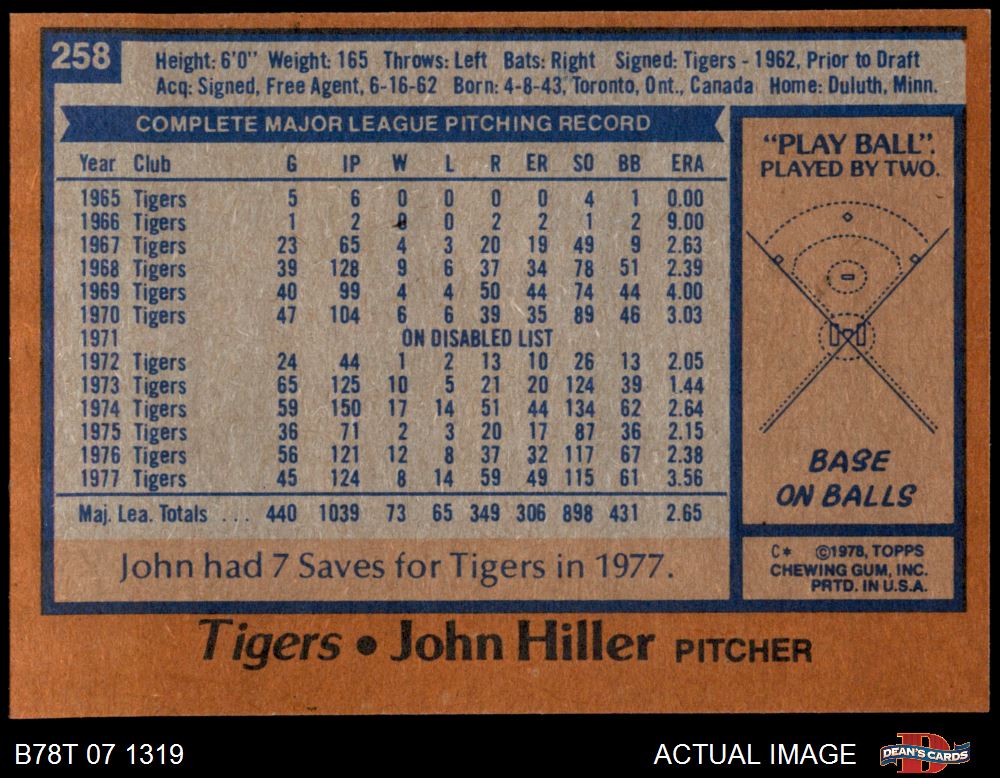 258
Height: 6'0" Weight: 165 Throws: Left Bats: Right Signed: Tigers - 1962, Prior to Draft
Acq: Signed, Free Agent, 6-16-62 Born: 4-8-43, Toronto, Ont., Canada Home: Duluth, Minn.
COMPLETE MAJOR LEAGUE PITCHING RECORD
Year Club G IP W L R ER SO BB ERA
1965 Tigers 5 6 0 0 0 0 4 1 0.00
1966 Tigers 1 2 0 0 2 2 1 2 9.00
1967 Tigers 23 65 4 3 20 19 49 9 2.63
1968 Tigers 39 128 9 6 37 34 78 51 2.39
1969 Tigers 40 99 4 4 50 44 74 44 4.00
1970 Tigers 47 104 6 6 39 35 89 46 3.03
1971 ON DISABLED LIST
1972 Tigers 24 44 1 2 13 10 26 13 2.05
1973 Tigers 65 125 10 5 21 20 124 39 1.44
1974 Tigers 59 150 17 14 51 44 134 62 2.64
1975 Tigers 36 71 2 3 20 17 87 36 2.15
1976 Tigers 56 121 12 8 37 32 117 67 2.38
1977 Tigers 45 124 8 14 59 49 115 61 3.56
Maj. Lea. Totals ... 440 1039 73 65 349 306 898 431 2.65
John had 7 Saves for Tigers in 1977.
"PLAY BALL".
PLAYED BY TWO.
BASE
ON BALLS
C* ©1978, TOPPS
CHEWING GUM, INC.
PRTD. IN U.S.A.
Tigers • John Hiller PITCHER
B78T 07 1319 ACTUAL IMAGE
DEAN'S CARDS